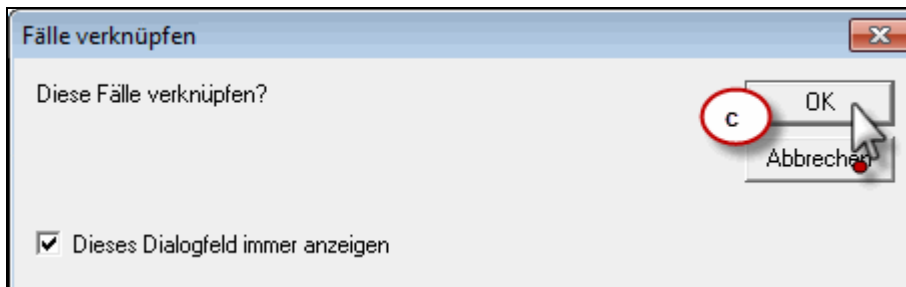 Fälle verknüpfen
Diese Fälle verknüpfen?
OK
c
Abbrechen
Dieses Dialogfeld immer anzeigen